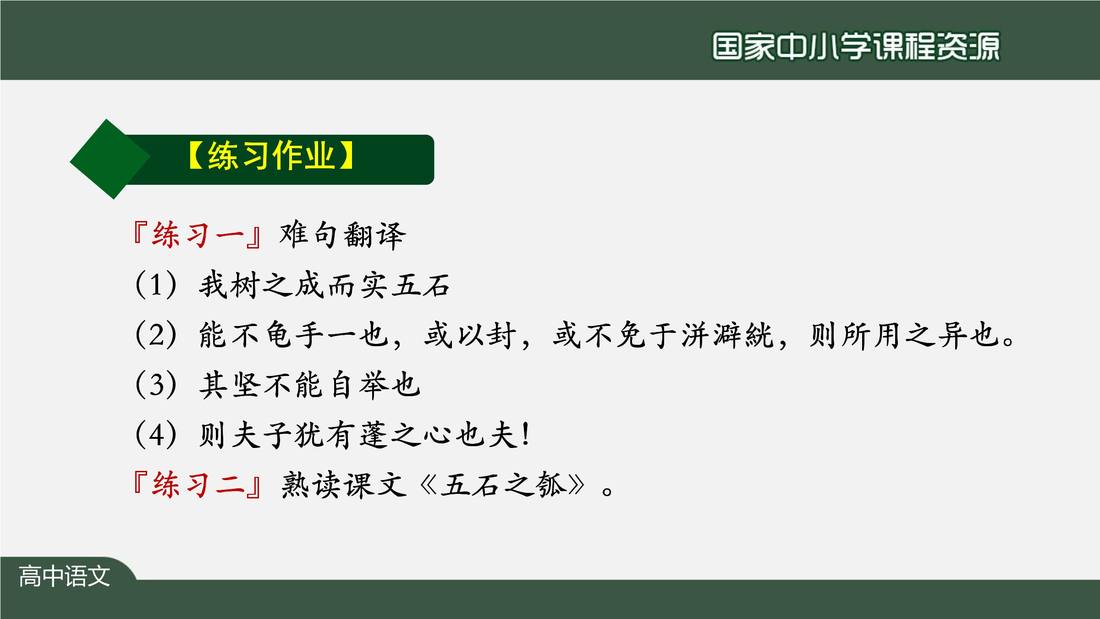 国家中小学课程资源
【练习作业】
『练习一』难句翻译
（1）我树之成而实五石
（2）能不龟手一也，或以封，或不免于洴澼絖，则所用之异也。
（3）其坚不能自举也
（4）则夫子犹有蓬之心也夫！
『练习二』熟读课文《五石之瓠》。
高中语文